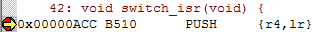 42: void switch_isr(void) {
0x00000ACC B510 PUSH {r4,lr}